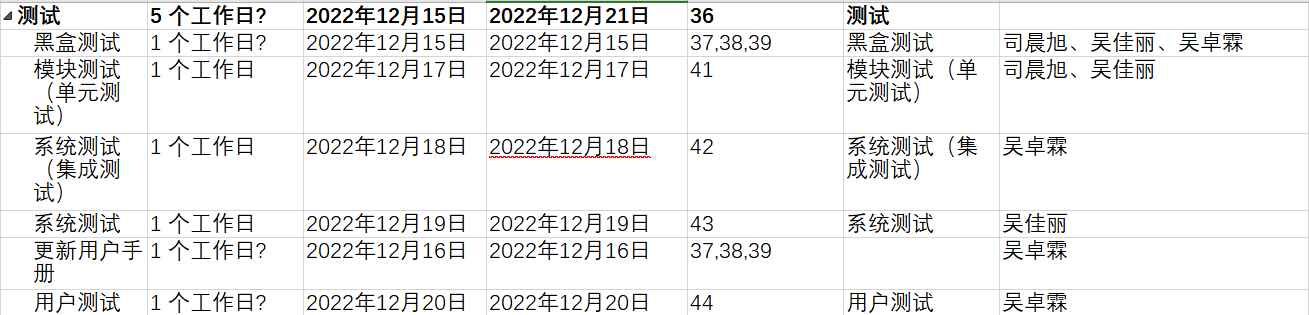 测试 5 个工作日? 2022年12月15日 2022年12月21日 36 测试
黑盒测试 1 个工作日? 2022年12月15日 2022年12月15日 37,38,39 黑盒测试 司晨旭、吴佳丽、吴卓霖
模块测试 1 个工作日 2022年12月17日 2022年12月17日 41 模块测试（单 司晨旭、吴佳丽
（单元测 元测试）
试）
系统测试 1 个工作日 2022年12月18日 2022年12月18日 42 系统测试（集 吴卓霖
（集成测 成测试）
试）
系统测试 1 个工作日 2022年12月19日 2022年12月19日 43 系统测试 吴佳丽
更新用户手 1 个工作日? 2022年12月16日 2022年12月16日 37,38,39 吴卓霖
册
用户测试 1 个工作日? 2022年12月20日 2022年12月20日 44 用户测试 吴卓霖